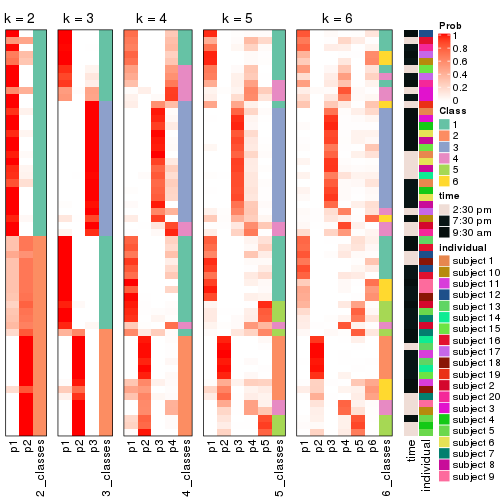 k = 2 k = 3 k = 4 k = 5 k = 6
p1 p2 2_classes p1 p2 p3 3_classes p1 p2 p3 p4 4_classes p1 p2 p3 p4 p5 5_classes p1 p2 p3 p4 p5 p6 6_classes time individual
Prob
1
0.8
0.6
0.4
0.2
0
Class
1
2
3
4
5
6
time
2:30 pm
7:30 pm
9:30 am
individual
subject 1
subject 10
subject 11
subject 12
subject 13
subject 14
subject 15
subject 16
subject 17
subject 18
subject 19
subject 2
subject 20
subject 3
subject 4
subject 5
subject 6
subject 7
subject 8
subject 9